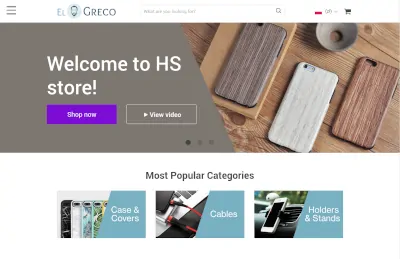 EL GRECO
What are you looking for?
Welcome to HS
store!
Shop now
View video
Most Popular Categories
Case &
Covers
Cables
Holders
& Stands